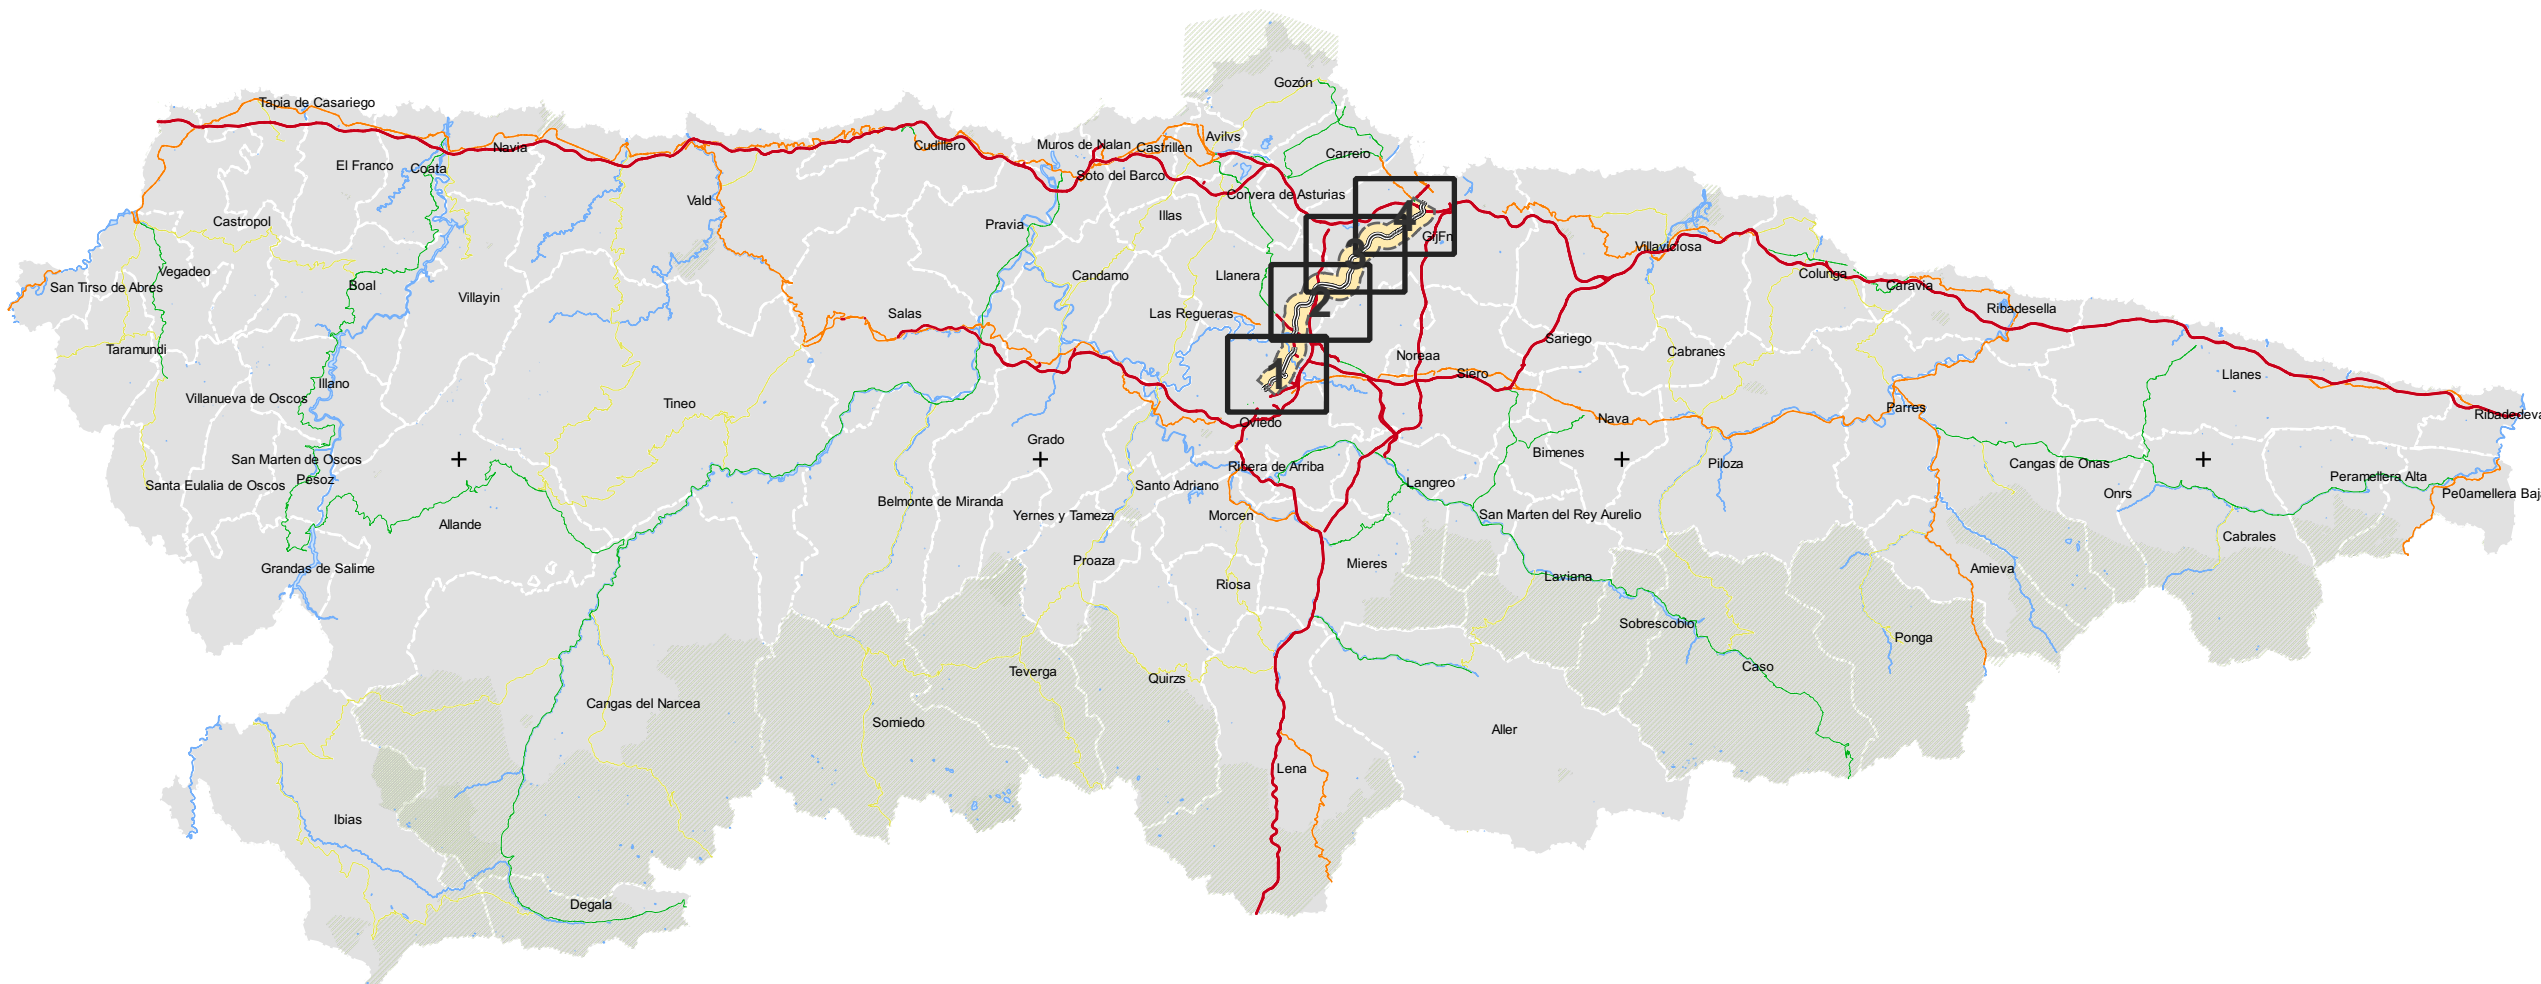 Gozón
Tapia de Casariego
Avilvs
Navia
Cudillero
Muros de Nalan
Castrillen
Carreio
El Franco
Coata
Soto del Barco
Corvera de Asturias
Vald
Illas
Castropol
Pravia
4
GijFn
Villaviciosa
3
Vegadeo
San Tirso de Abres
Boal
Villayin
Candamo
Llanera
Colunga
Caravia
2
Salas
Las Regueras
Ribadesella
Taramundi
Sariego
Noreaa
Cabranes
Illano
1
Siero
Llanes
Villanueva de Oscos
Tineo
Parres
Ribadedeva
Nava
Oviedo
Grado
San Marten de Oscos
Bimenes
Piloza
Cangas de Onas
Ribera de Arriba
Pesoz
Santa Eulalia de Oscos
Santo Adriano
Langreo
Peramellera Alta
Onrs
Pe0amellera Baj
Belmonte de Miranda
Yernes y Tameza
Morcen
San Marten del Rey Aurelio
Allande
Cabrales
Proaza
Mieres
Grandas de Salime
Amieva
Laviana
Riosa
Sobrescobio
Ponga
Caso
Teverga
Quirzs
Cangas del Narcea
Somiedo
Aller
Lena
Ibias
Degala